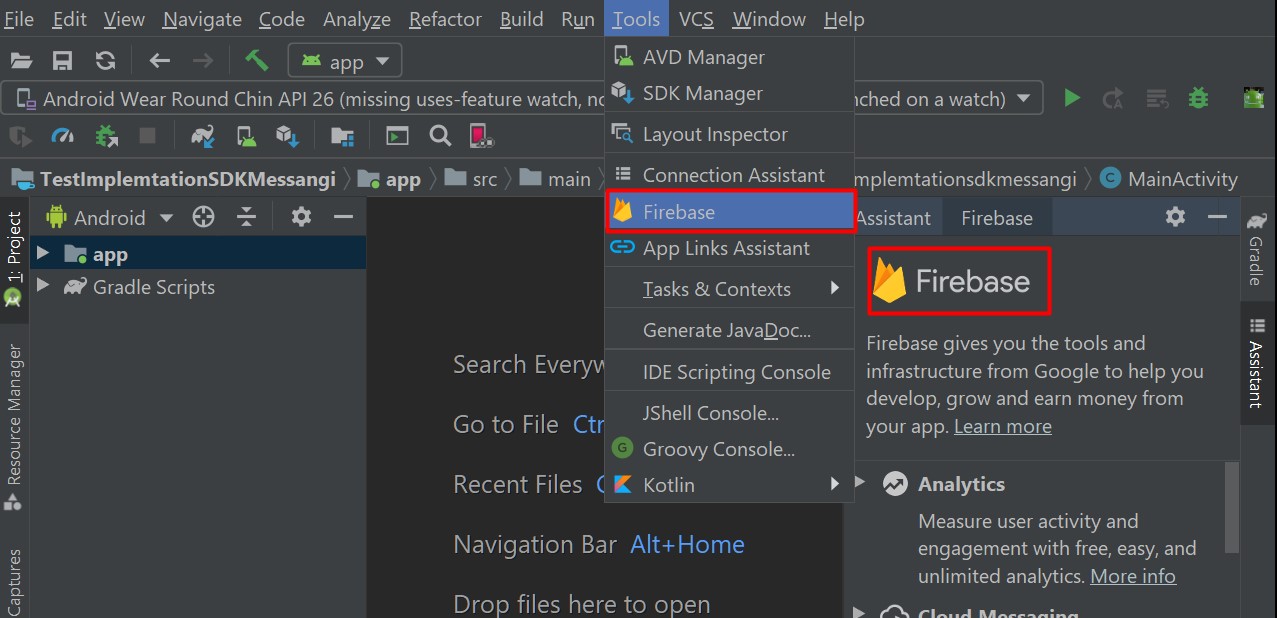 File Edit View Navigate Code Analyze Refactor Build Run Tools VCS Window Help
app
Android Wear Round Chin API 26 (missing uses-feature watch, nched on a watch)
TestImplemtationSDKMessangi app src main mplemtationsdkmessangi MainActivity
AVD Manager
SDK Manager
Layout Inspector
Connection Assistant
Firebase
App Links Assistant
Tasks & Contexts
Generate JavaDoc...
IDE Scripting Console
JShell Console...
G Groovy Console...
Kotlin
1: Project
Resource Manager
Captures
Android
app
Gradle Scripts
Search Everyw
Go to File Ctr
Recent Files
Navigation Bar Alt+Home
Drop files here to open
Assistant Firebase
Firebase
Firebase gives you the tools and
infrastructure from Google to help you
develop, grow and earn money from
your app. Learn more
Analytics
Measure user activity and
engagement with free, easy, and
unlimited analytics. More info
Cloud Messaging
Gradle
Assistant